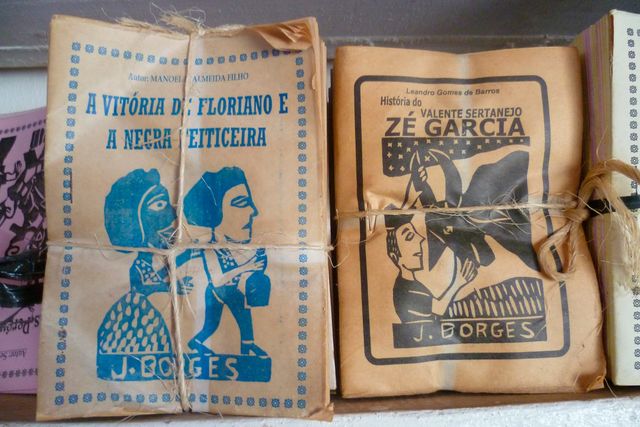 Autor: MANOEL D'ALMEIDA FILHO
A VITÓRIA DE FLORIANO E
A NEGRA FEITICEIRA
J. BORGES
Leandro Gomes de Barros
História do
VALENTE SERTANEJO
ZÉ GARCIA
J. BORGES